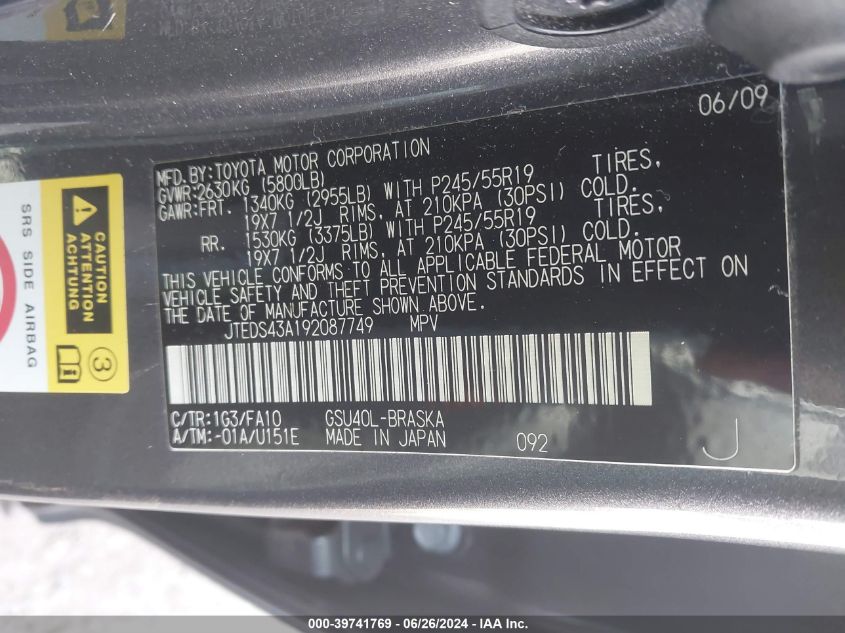 06/09
MFD.BY:TOYOTA MOTOR CORPORATION
GVWR:2630KG (5800LB)
GAWR:FRT. 1340KG (2955LB) WITH P245/55R19 TIRES,
19X7 1/2J RIMS, AT 210KPA (30PSI) COLD.
RR. 1530KG (3375LB) WITH P245/55R19 TIRES,
19X7 1/2J RIMS, AT 210KPA (30PSI) COLD.
THIS VEHICLE CONFORMS TO ALL APPLICABLE FEDERAL MOTOR
VEHICLE SAFETY AND THEFT PREVENTION STANDARDS IN EFFECT ON
THE DATE OF MANUFACTURE SHOWN ABOVE.
JTEDS43A192087749 MPV
C/TR:1G3/FA10 GSU40L-BRASKA
A/TM:-01A/U151E MADE IN JAPAN 092 J
SRS SIDE AIRBAG
CAUTION
ATTENTION
ACHTUNG
3
000-39741769 - 06/26/2024 - IAAI Inc.